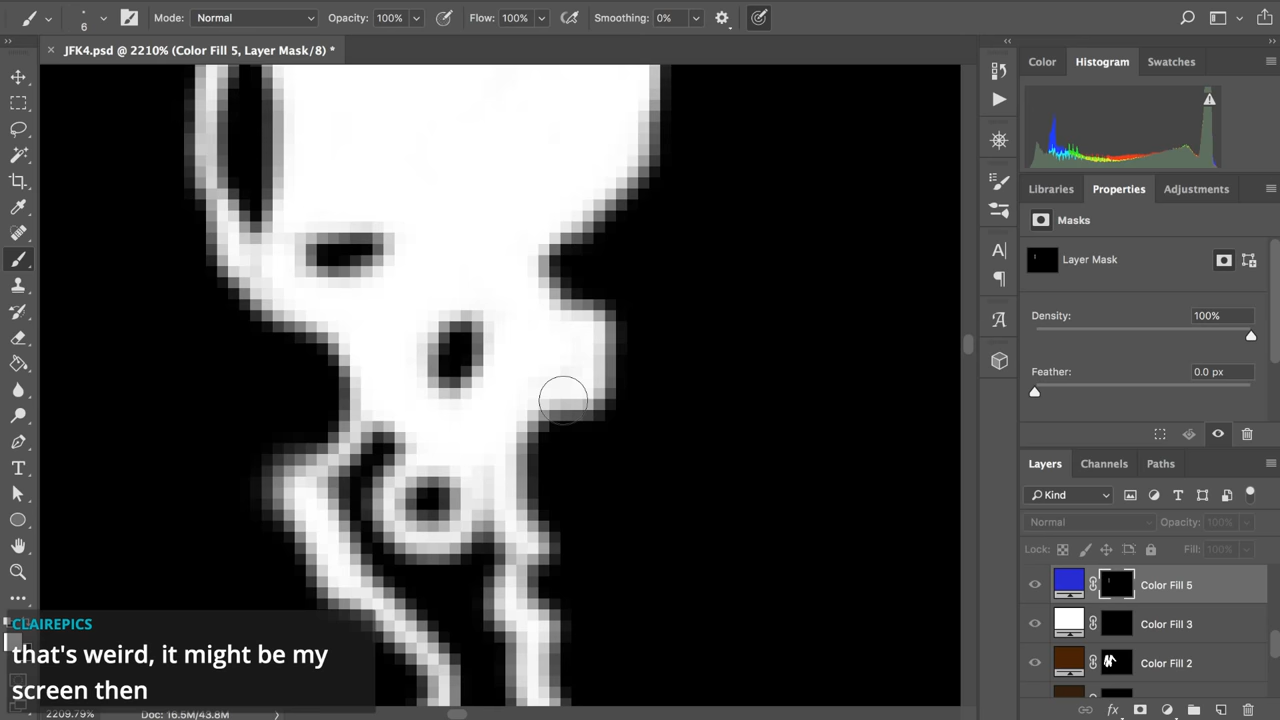 6 Mode: Normal Opacity: 100% Flow: 100% Smoothing: 0%
× JFK4.psd @ 2210% (Color Fill 5, Layer Mask/8) *
Color Histogram Swatches
Libraries Properties Adjustments
Masks
Layer Mask
Density: 100%
Feather: 0.0 px
Layers Channels Paths
Kind
Normal Opacity: 100%
Lock: Fill: 100%
Color Fill 5
Color Fill 3
Color Fill 2
CLAIREPICS
that's weird, it might be my
screen then
2209.79% Doc: 16.5M/43.8M